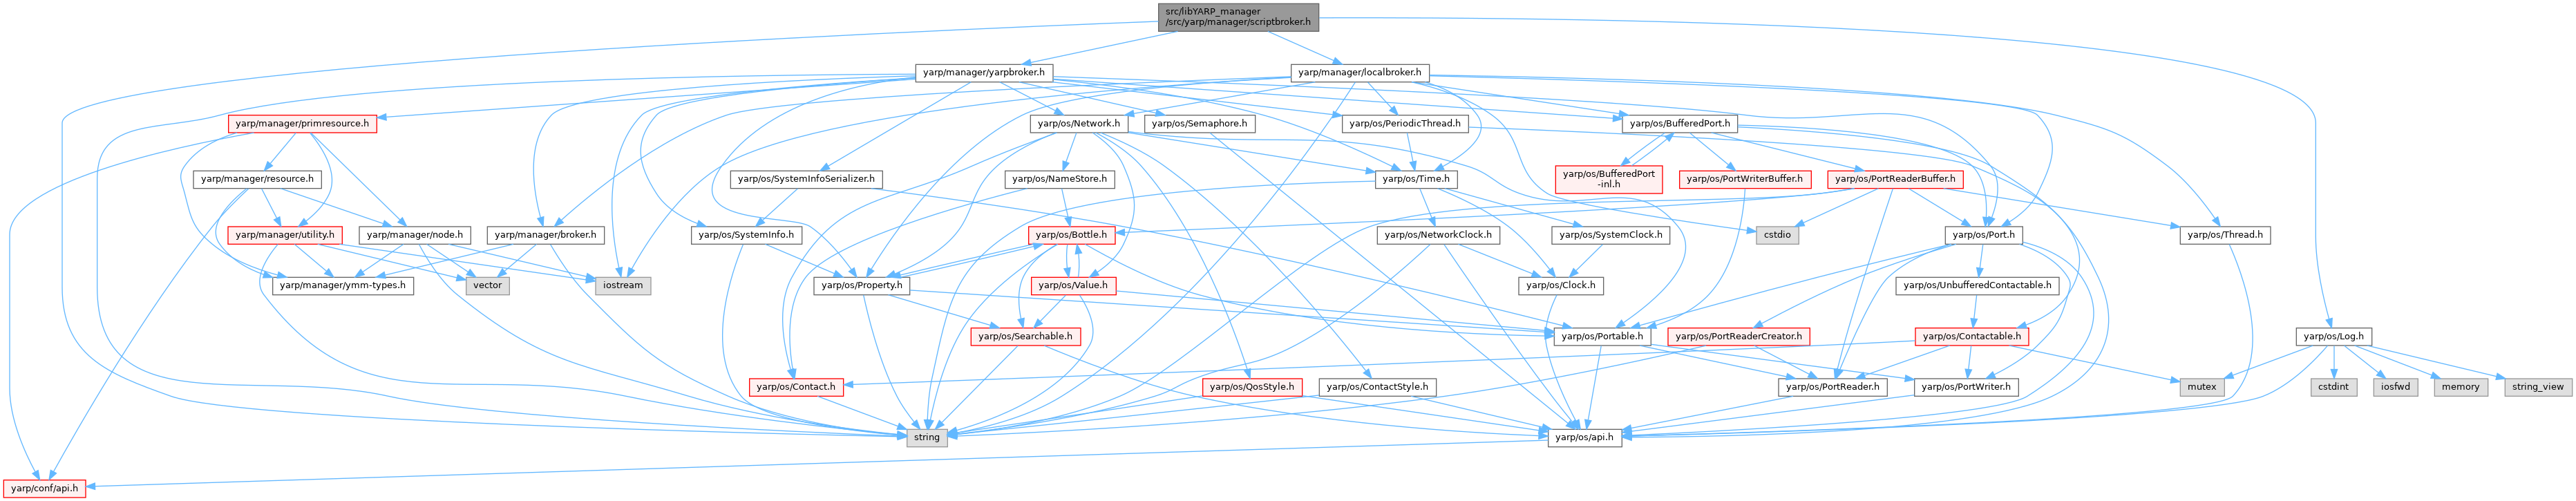 src/libYARP_manager
/src/yarp/manager/scriptbroker.h
yarp/manager/yarpbroker.h
yarp/manager/localbroker.h
yarp/manager/primresource.h
yarp/os/Network.h
yarp/os/Semaphore.h
yarp/os/PeriodicThread.h
yarp/os/BufferedPort.h
yarp/manager/resource.h
yarp/os/SystemInfoSerializer.h
yarp/os/NameStore.h
yarp/os/Time.h
yarp/os/BufferedPort
-inl.h
yarp/os/PortWriterBuffer.h
yarp/os/PortReaderBuffer.h
yarp/manager/utility.h
yarp/manager/node.h
yarp/manager/broker.h
yarp/os/SystemInfo.h
yarp/os/Bottle.h
yarp/os/NetworkClock.h
yarp/os/SystemClock.h
cstdio
yarp/os/Port.h
yarp/os/Thread.h
yarp/manager/ymm-types.h
vector
iostream
yarp/os/Property.h
yarp/os/Value.h
yarp/os/Clock.h
yarp/os/UnbufferedContactable.h
yarp/os/Searchable.h
yarp/os/Portable.h
yarp/os/PortReaderCreator.h
yarp/os/Contactable.h
yarp/os/Log.h
yarp/os/Contact.h
yarp/os/QosStyle.h
yarp/os/ContactStyle.h
yarp/os/PortReader.h
yarp/os/PortWriter.h
mutex
cstdint
iosfwd
memory
string_view
string
yarp/os/api.h
yarp/conf/api.h